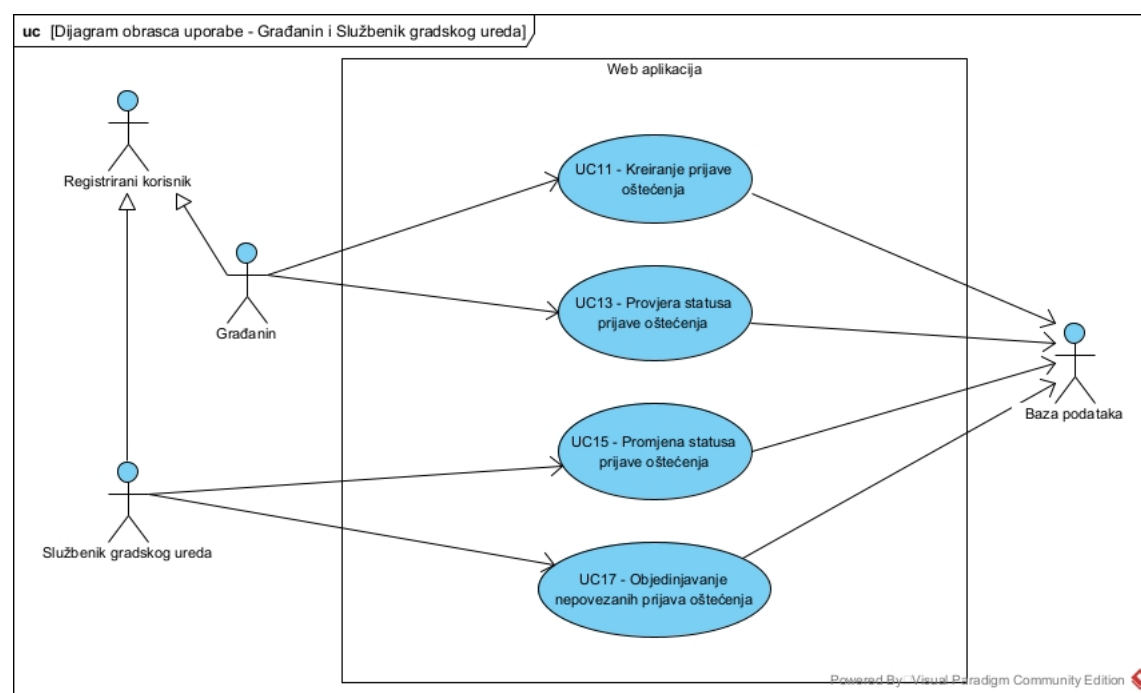 uc [Dijagram obrasca uporabe - Građanin i Službenik gradskog ureda]
Web aplikacija
Registrirani korisnik
UC11 - Kreiranje prijave
oštećenja
Građanin
UC13 - Provjera statusa
prijave oštećenja
Baza podataka
UC15 - Promjena statusa
prijave oštećenja
Službenik gradskog ureda
UC17 - Objedinjavanje
nepovezanih prijava oštećenja
Powered By Visual Paradigm Community Edition